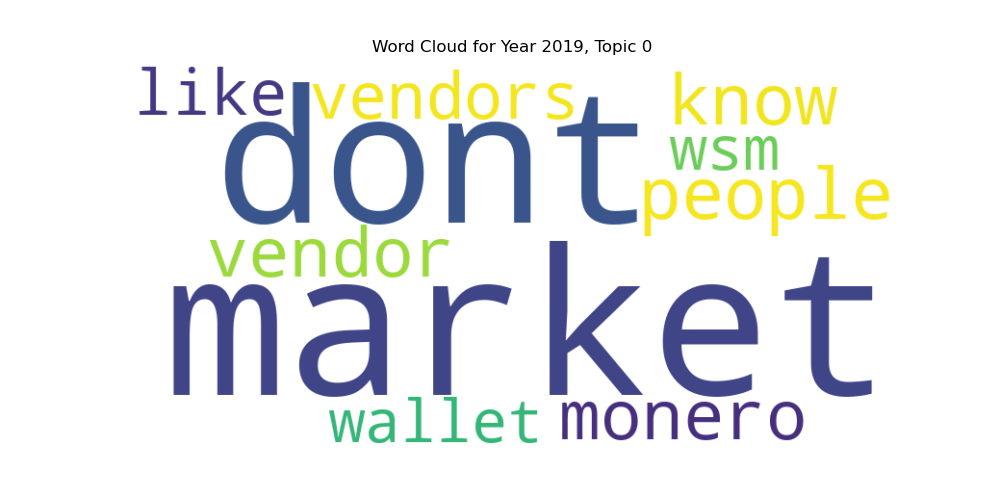 Word Cloud for Year 2019, Topic 0
like vendors know
dont wsm
people
vendor
market
wallet monero